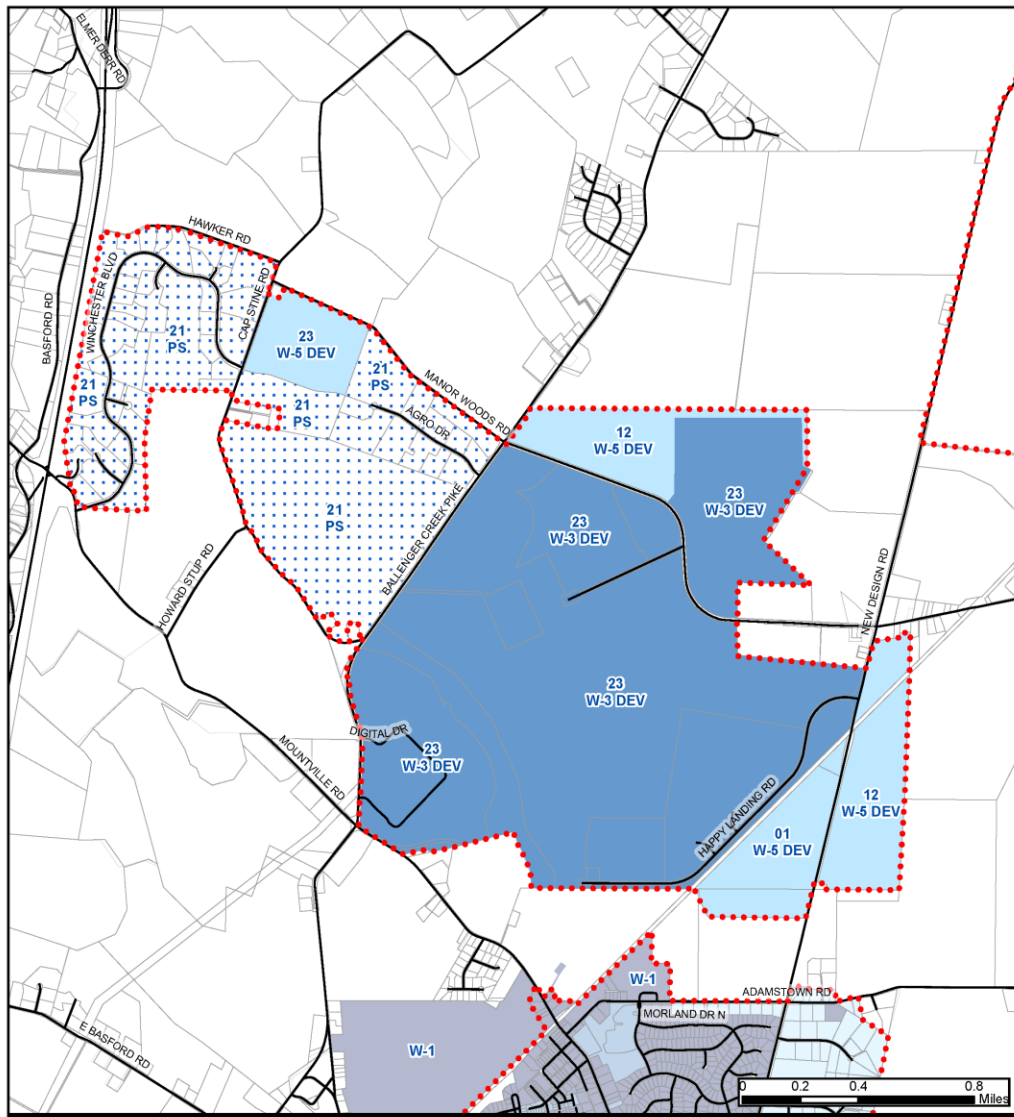 ELMER DERR RD
HAWKER RD
WINCHESTER BLVD
CAP STINE RD
BASFORD RD
21
PS
23
W-5 DEV
21
PS
21
PS
21
PS
MANOR WOODS RD
AGRO DR
12
W-5 DEV
23
W-3 DEV
23
W-3 DEV
21
PS
BALLENGER CREEK PIKE
HOWARD STUP RD
NEW DESIGN RD
23
W-3 DEV
DIGITAL DR
23
W-3 DEV
MOUNTVILLE RD
HAPPY LANDING RD
12
W-5 DEV
01
W-5 DEV
W-1
ADAMSTOWN RD
MORLAND DR N
E BASFORD RD
W-1
0 0.2 0.4 0.8
Miles